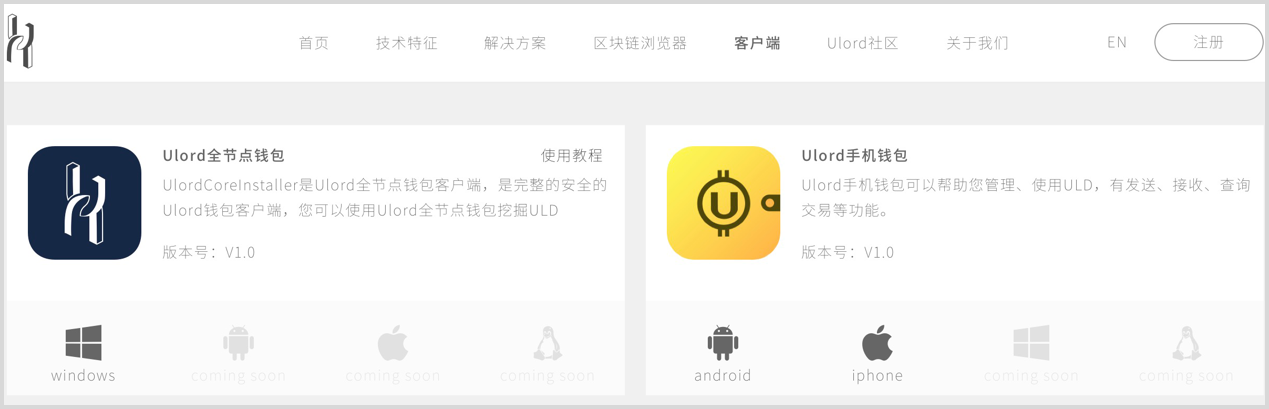 首页 技术特征 解决方案 区块链浏览器 客户端 Ulord社区 关于我们 EN 注册
Ulord全节点钱包 使用教程
UlordCoreInstaller是Ulord全节点钱包客户端，是完整的安全的
Ulord钱包客户端，您可以使用Ulord全节点钱包挖掘ULD
版本号：V1.0
windows coming soon coming soon coming soon
Ulord手机钱包
Ulord手机钱包可以帮助您管理、使用ULD，有发送、接收、查询
交易等功能。
版本号：V1.0
android iphone coming soon coming soon